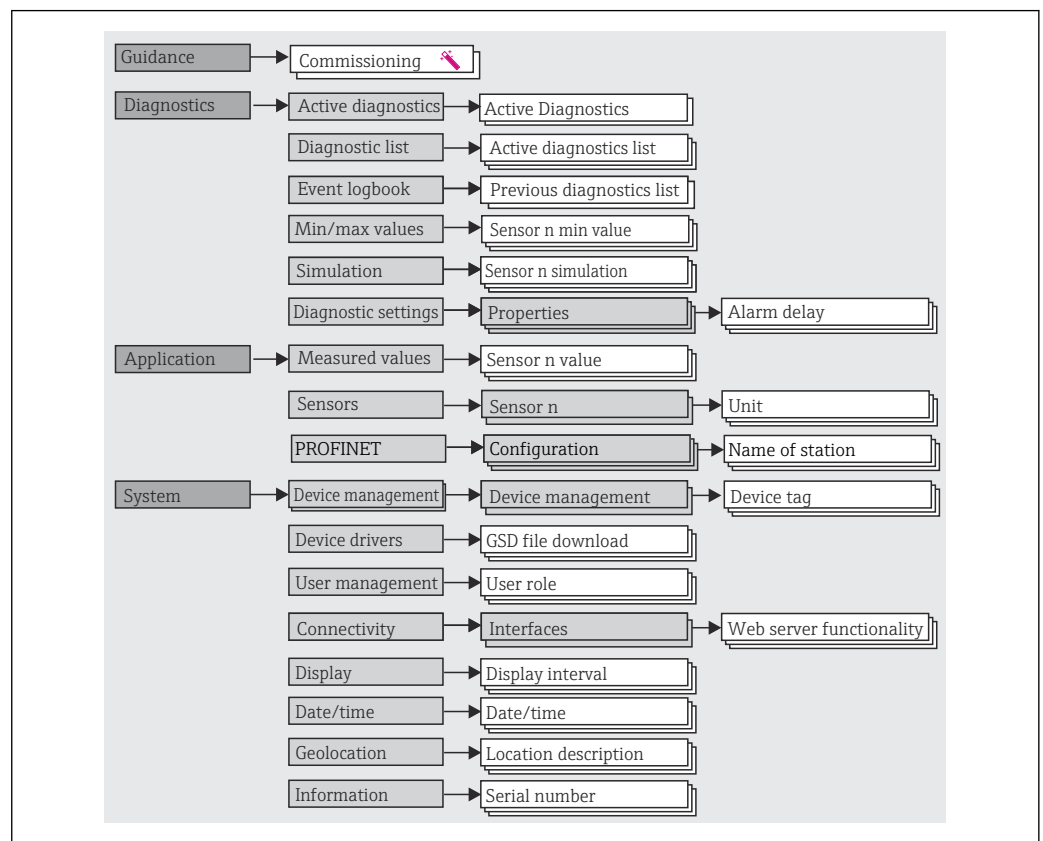 Guidance Commissioning
Diagnostics Active diagnostics Active Diagnostics
Diagnostic list Active diagnostics list
Event logbook Previous diagnostics list
Min/max values Sensor n min value
Simulation Sensor n simulation
Diagnostic settings Properties Alarm delay
Application Measured values Sensor n value
Sensors Sensor n Unit
PROFINET Configuration Name of station
System Device management Device management Device tag
Device drivers GSD file download
User management User role
Connectivity Interfaces Web server functionality
Display Display interval
Date/time Date/time
Geolocation Location description
Information Serial number